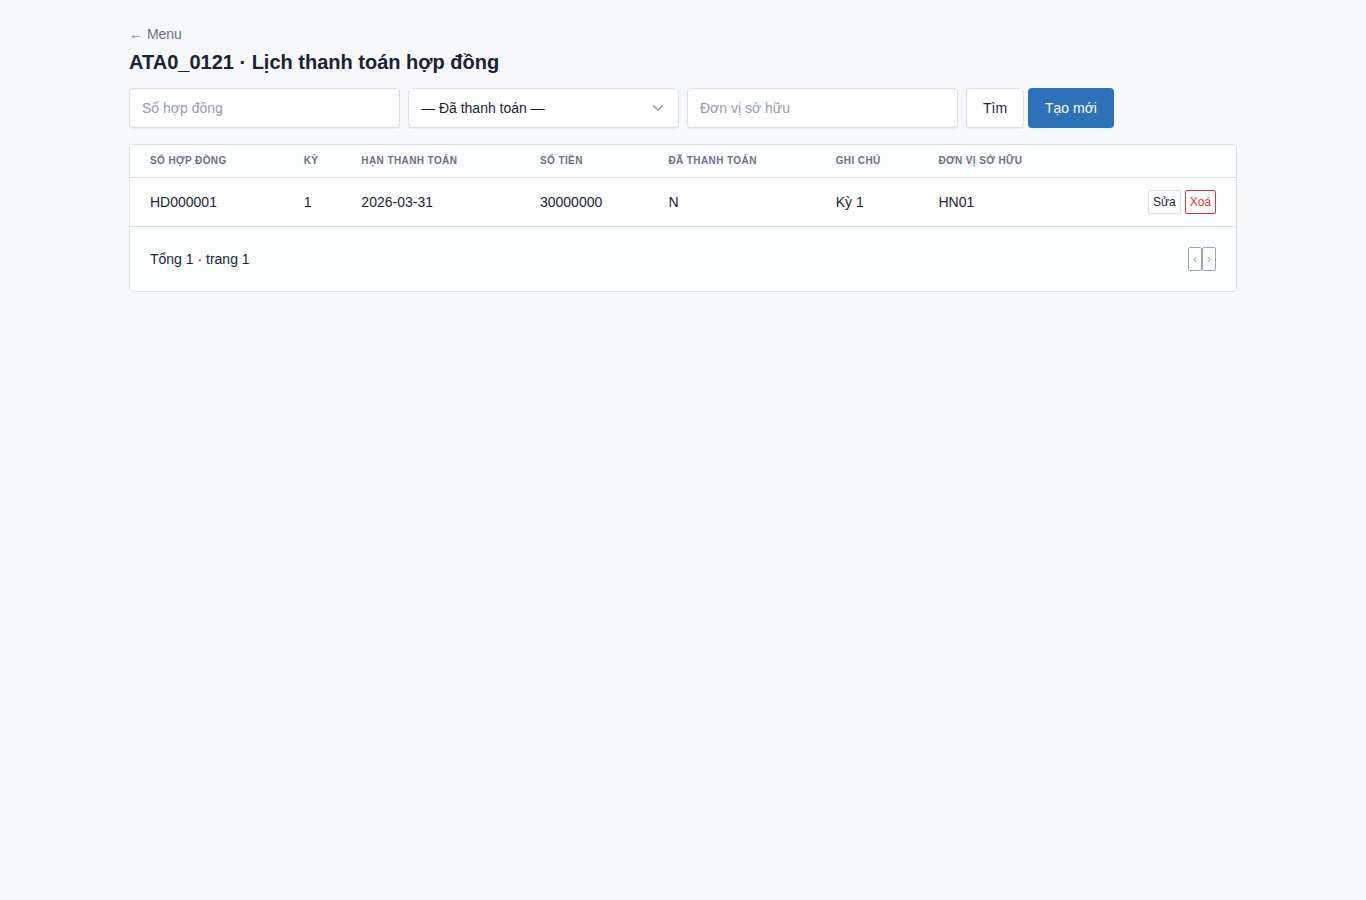 ← Menu
ATA0_0121 · Lịch thanh toán hợp đồng
Số hợp đồng — Đã thanh toán — Đơn vị sở hữu Tìm Tạo mới
SỐ HỢP ĐỒNG KỲ HẠN THANH TOÁN SỐ TIỀN ĐÃ THANH TOÁN GHI CHÚ ĐƠN VỊ SỞ HỮU
HD000001 1 2026-03-31 30000000 N Kỳ 1 HN01 Sửa Xoá
Tổng 1 · trang 1 ‹ ›